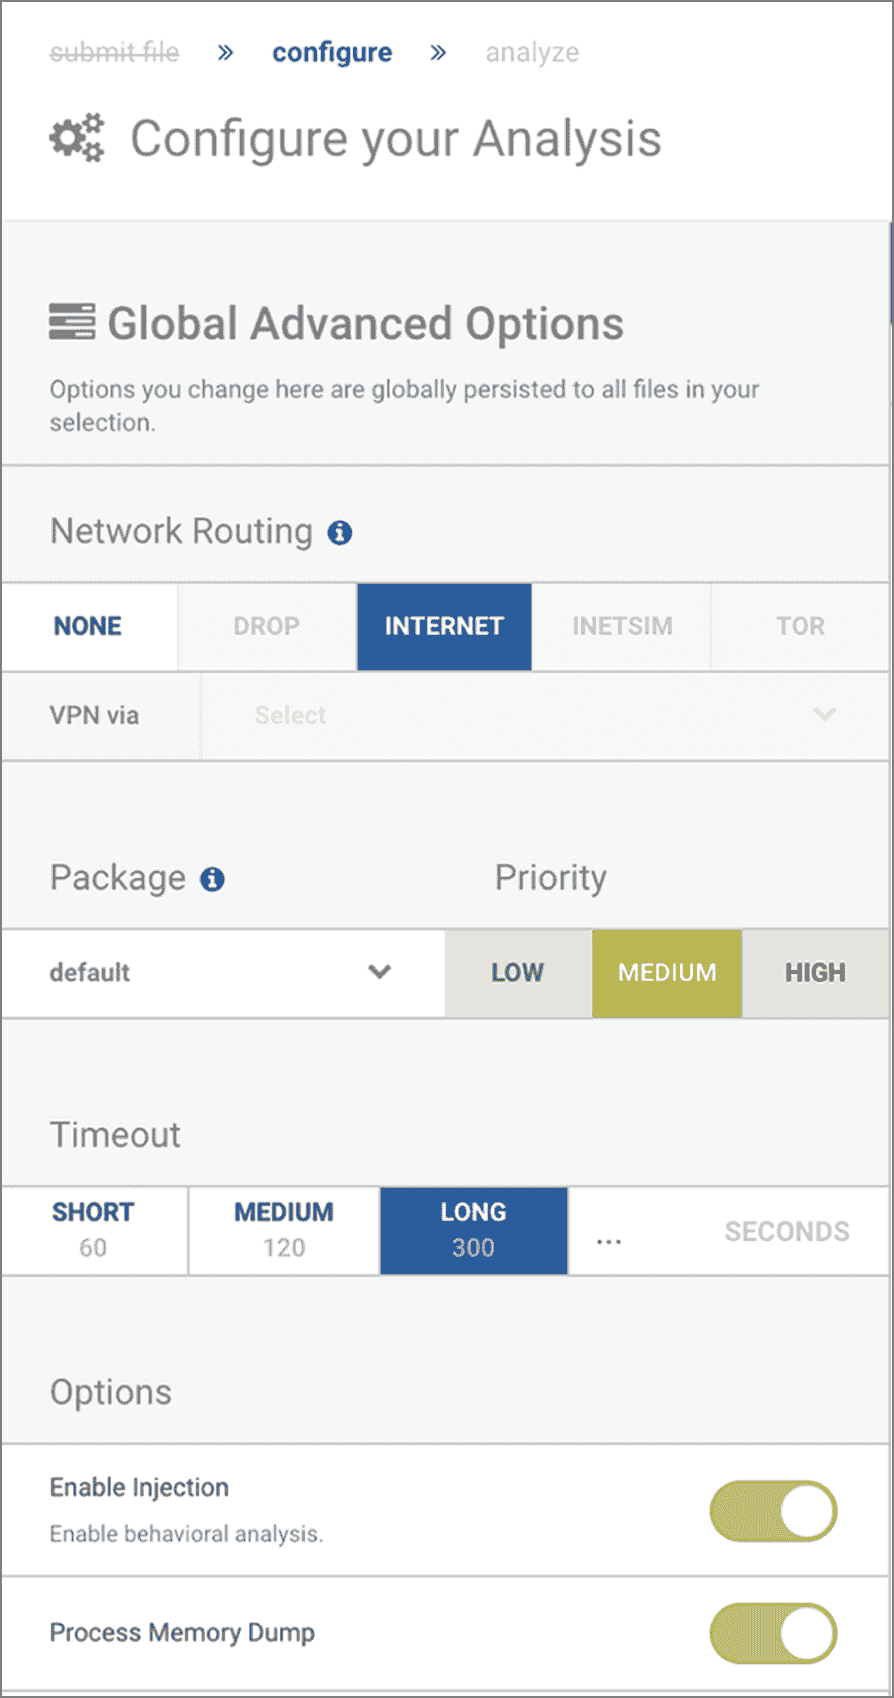 submit file » configure » analyze
Configure your Analysis
Global Advanced Options
Options you change here are globally persisted to all files in your
selection.
Network Routing
NONE DROP INTERNET INETSIM TOR
VPN via Select
Package Priority
default LOW MEDIUM HIGH
Timeout
SHORT MEDIUM LONG
60 120 300 ... SECONDS
Options
Enable Injection
Enable behavioral analysis.
Process Memory Dump